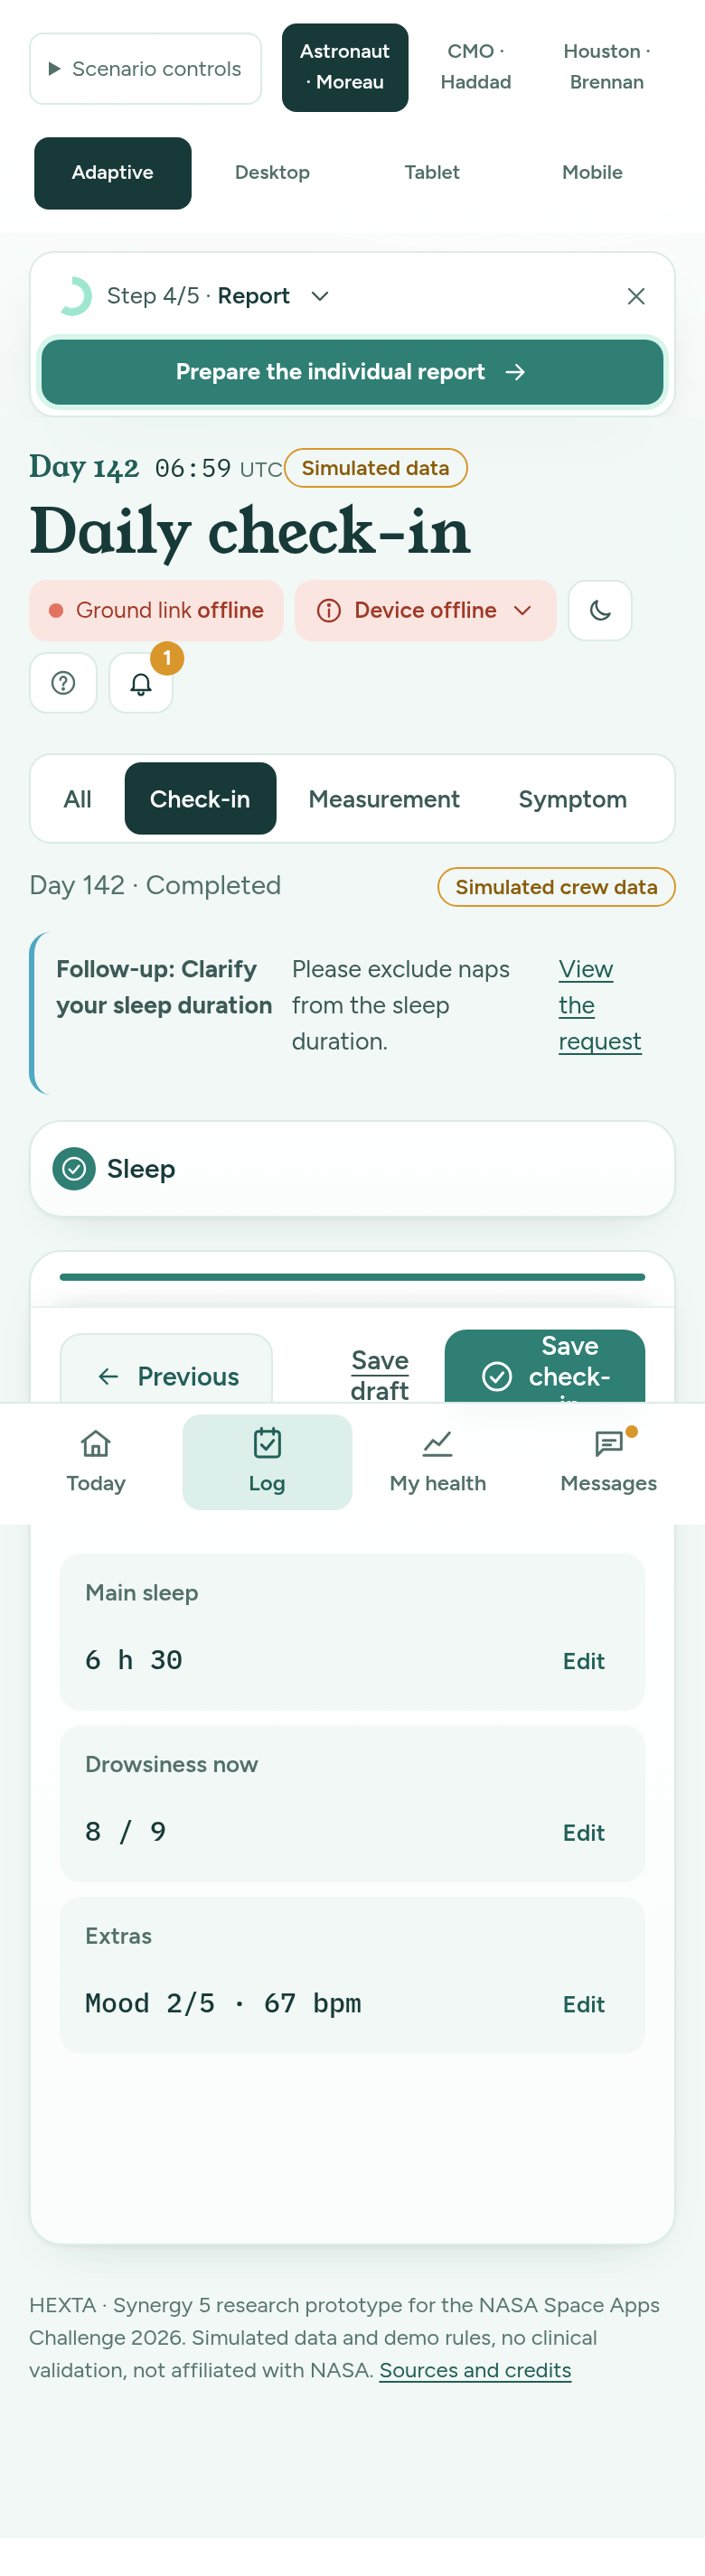 Scenario controls
Astronaut
· Moreau
CMO ·
Haddad
Houston ·
Brennan
Adaptive
Desktop
Tablet
Mobile
Step 4/5 · Report
Prepare the individual report
Day 142 06:59 UTC
Simulated data
Daily check-in
Ground link offline
Device offline
1
All
Check-in
Measurement
Symptom
Day 142 · Completed
Simulated crew data
Follow-up: Clarify
your sleep duration
Please exclude naps
from the sleep
duration.
View
the
request
Sleep
Previous
Save
draft
Save
check-
Today
Log
My health
Messages
Main sleep
6 h 30
Edit
Drowsiness now
8 / 9
Edit
Extras
Mood 2/5 · 67 bpm
Edit
HEXTA · Synergy 5 research prototype for the NASA Space Apps
Challenge 2026. Simulated data and demo rules, no clinical
validation, not affiliated with NASA. Sources and credits